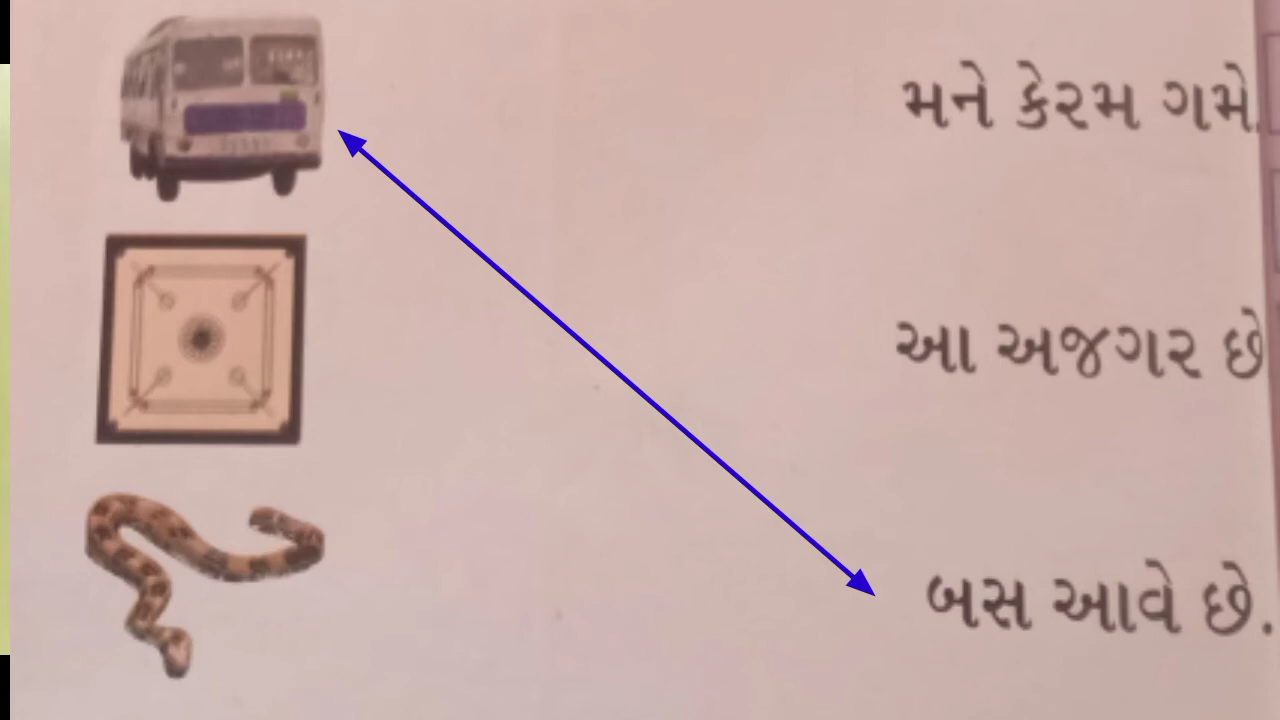 મને કેરમ ગમે.
આ અજગર છે
બસ આવે છે.